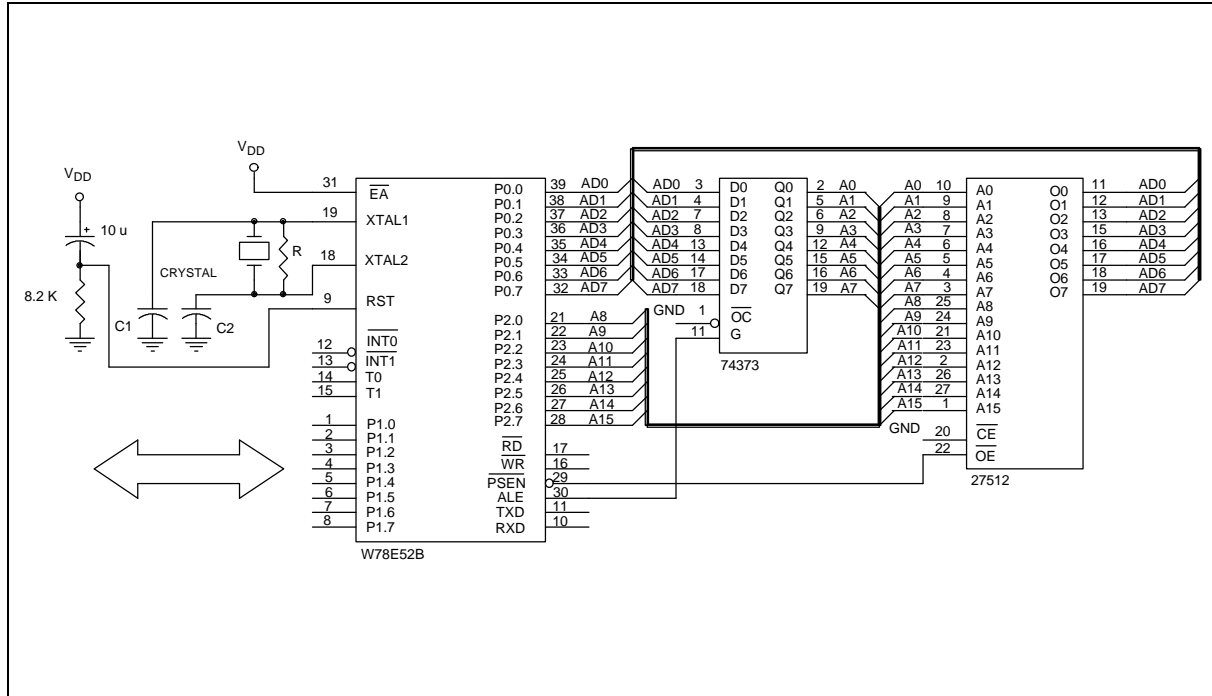 VDD
10 u
8.2 K
VDD
C1
C2
CRYSTAL
R
31 EA
19 XTAL1
18 XTAL2
9 RST
12 INT0
13 INT1
14 T0
15 T1
1 P1.0
2 P1.1
3 P1.2
4 P1.3
5 P1.4
6 P1.5
7 P1.6
8 P1.7
P0.0 39 AD0
P0.1 38 AD1
P0.2 37 AD2
P0.3 36 AD3
P0.4 35 AD4
P0.5 34 AD5
P0.6 33 AD6
P0.7 32 AD7
P2.0 21 A8
P2.1 22 A9
P2.2 23 A10
P2.3 24 A11
P2.4 25 A12
P2.5 26 A13
P2.6 27 A14
P2.7 28 A15
RD 17
WR 16
PSEN 29
ALE 30
TXD 11
RXD 10
W78E52B
AD0 3 D0 Q0 2 A0
AD1 4 D1 Q1 5 A1
AD2 7 D2 Q2 6 A2
AD3 8 D3 Q3 9 A3
AD4 13 D4 Q4 12 A4
AD5 14 D5 Q5 15 A5
AD6 17 D6 Q6 16 A6
AD7 18 D7 Q7 19 A7
GND 1 OC
11 G
74373
A0 10 A0 O0 11 AD0
A1 9 A1 O1 12 AD1
A2 8 A2 O2 13 AD2
A3 7 A3 O3 15 AD3
A4 6 A4 O4 16 AD4
A5 5 A5 O5 17 AD5
A6 4 A6 O6 18 AD6
A7 3 A7 O7 19 AD7
A8 25 A8
A9 24 A9
A10 21 A10
A11 23 A11
A12 2 A12
A13 26 A13
A14 27 A14
A15 1 A15
GND 20 CE
22 OE
27512